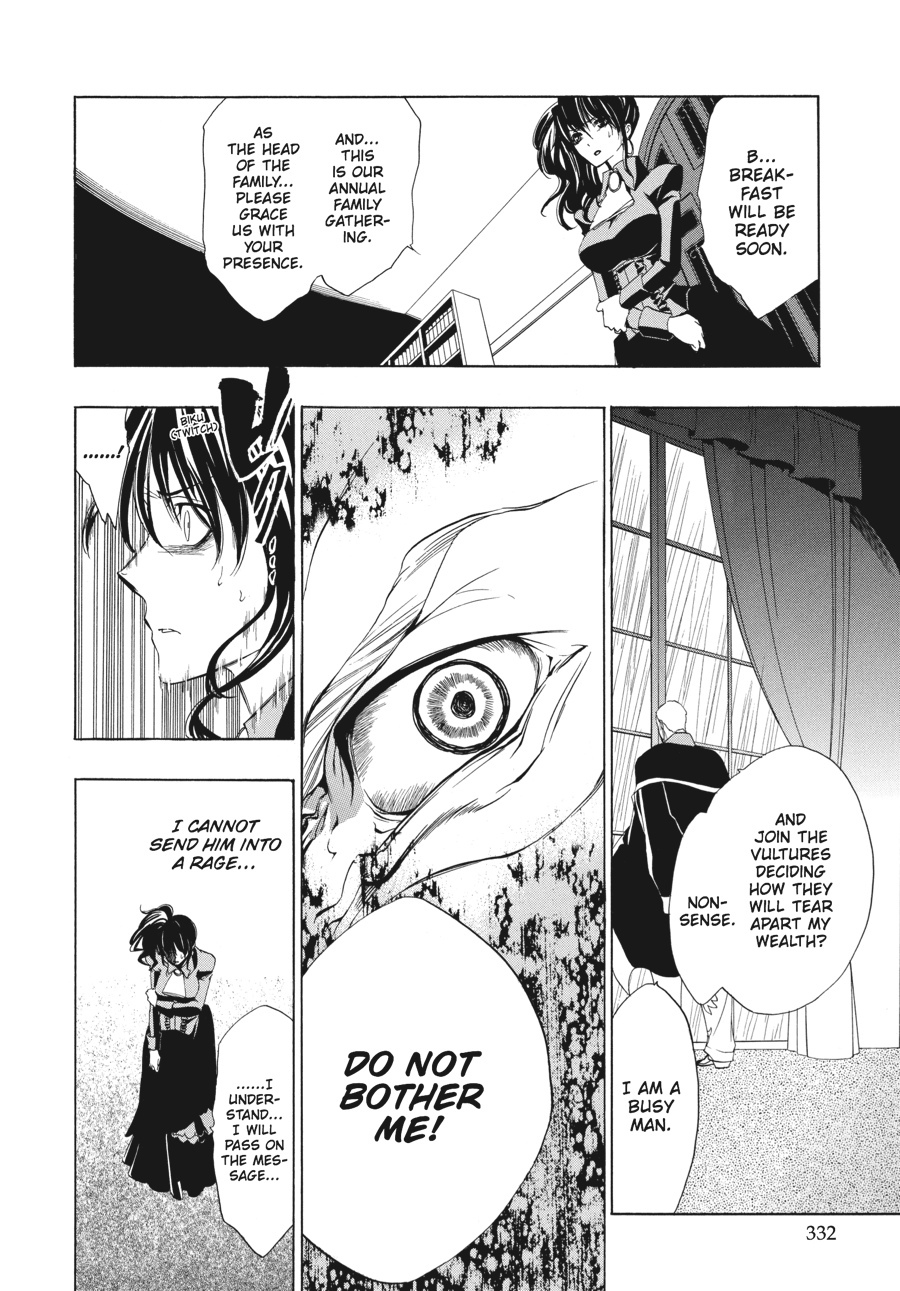 B...
BREAK-
FAST
WILL BE
READY
SOON.
AND...
THIS
IS OUR
ANNUAL
FAMILY
GATHER-
ING.
AS
THE HEAD
OF THE
FAMILY...
PLEASE
GRACE
US WITH
YOUR
PRESENCE.
AND
JOIN THE
VULTURES
DECIDING
HOW THEY
WILL TEAR
APART MY
WEALTH?
NON-
SENSE.
I AM A
BUSY
MAN.
DO NOT
BOTHER
ME!
ビクッ
BIKU
(TWITCH)
......!
I CANNOT
SEND HIM INTO
A RAGE...
......I
UNDER-
STAND...
I WILL
PASS ON
THE MES-
SAGE...
332